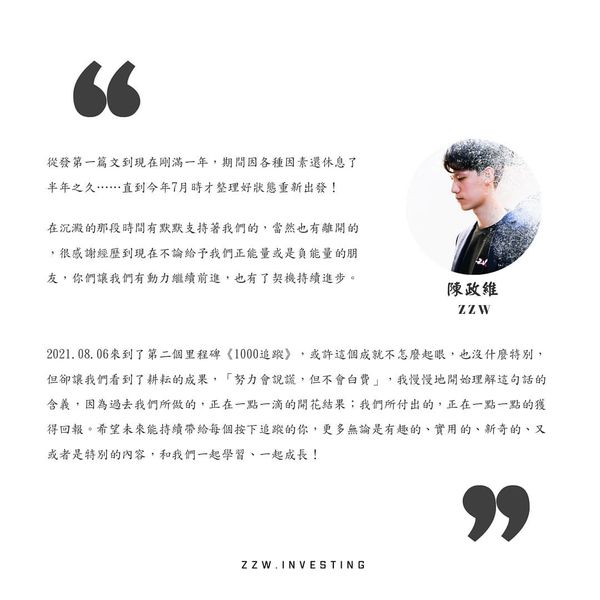 從發第一篇文到現在剛滿一年，期間因各種因素還休息了
半年之久⋯⋯直到今年7月時才整理好狀態重新出發！
在沉澱的那段時間有默默支持著我們的，當然也有離開的
，很感謝經歷到現在不論給予我們正能量或是負能量的朋
友，你們讓我們有動力繼續前進，也有了契機持續進步。
陳政維
ZZW
2021.08.06來到了第二個里程碑《1000追蹤》，或許這個成就不怎麼起眼，也沒什麼特別，
但卻讓我們看到了耕耘的成果，「努力會說謊，但不會白費」，我慢慢地開始理解這句話的
含義，因為過去我們所做的，正在一點一滴的開花結果；我們所付出的，正在一點一點的獲
得回報。希望未來能持續帶給每個按下追蹤的你，更多無論是有趣的、實用的、新奇的、又
或者是特別的內容，和我們一起學習、一起成長！
ZZW.INVESTING